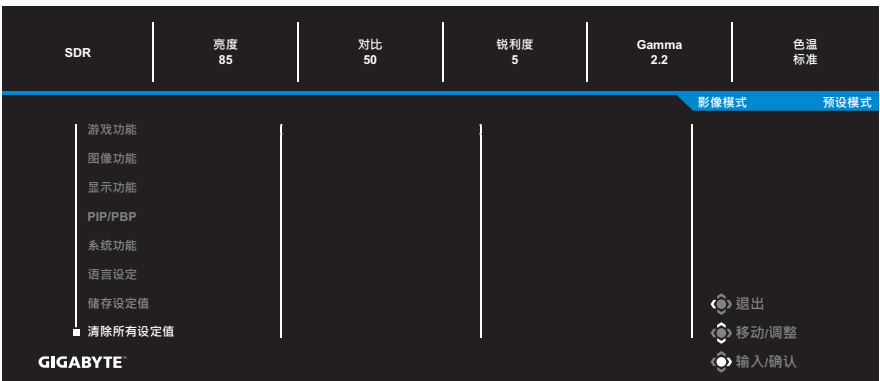 SDR
亮度
85
对比
50
锐利度
5
Gamma
2.2
色温
标准
影像模式
预设模式
游戏功能
图像功能
显示功能
PIP/PBP
系统功能
语言设定
储存设定值
清除所有设定值
退出
移动/调整
输入/确认
GIGABYTE™